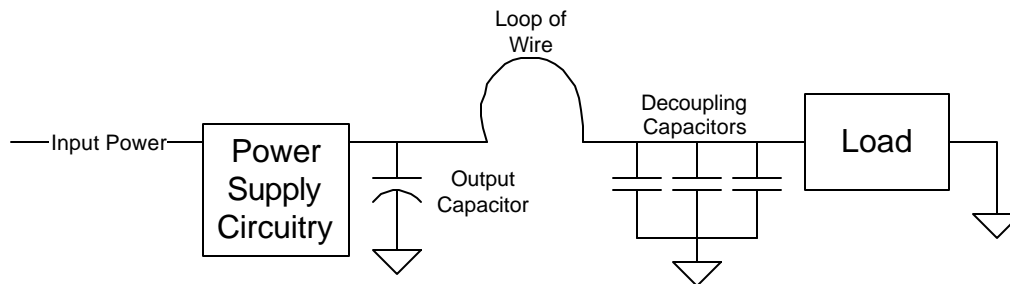 Loop of
Wire
Input Power
Power
Supply
Circuitry
Output
Capacitor
Decoupling
Capacitors
Load